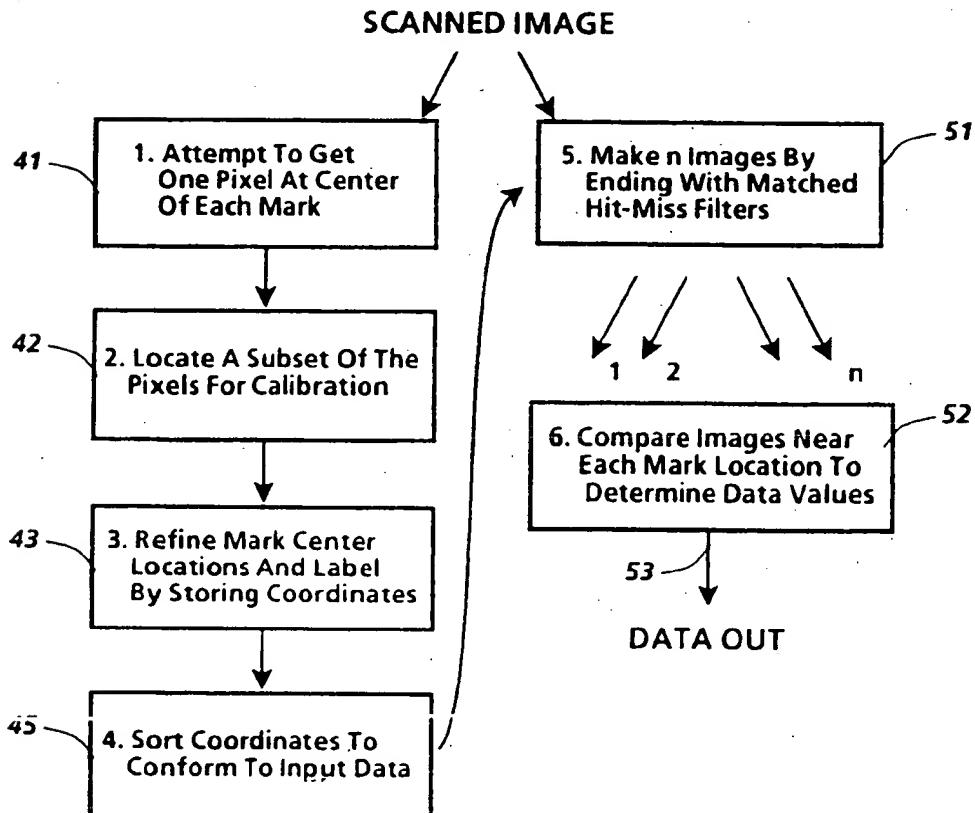 SCANNED IMAGE
41
1. Attempt To Get
One Pixel At Center
Of Each Mark
42
2. Locate A Subset Of The
Pixels For Calibration
43
3. Refine Mark Center
Locations And Label
By Storing Coordinates
45
4. Sort Coordinates To
Conform To Input Data
51
5. Make n Images By
Ending With Matched
Hit-Miss Filters
1 2 n
52
6. Compare Images Near
Each Mark Location To
Determine Data Values
53
DATA OUT